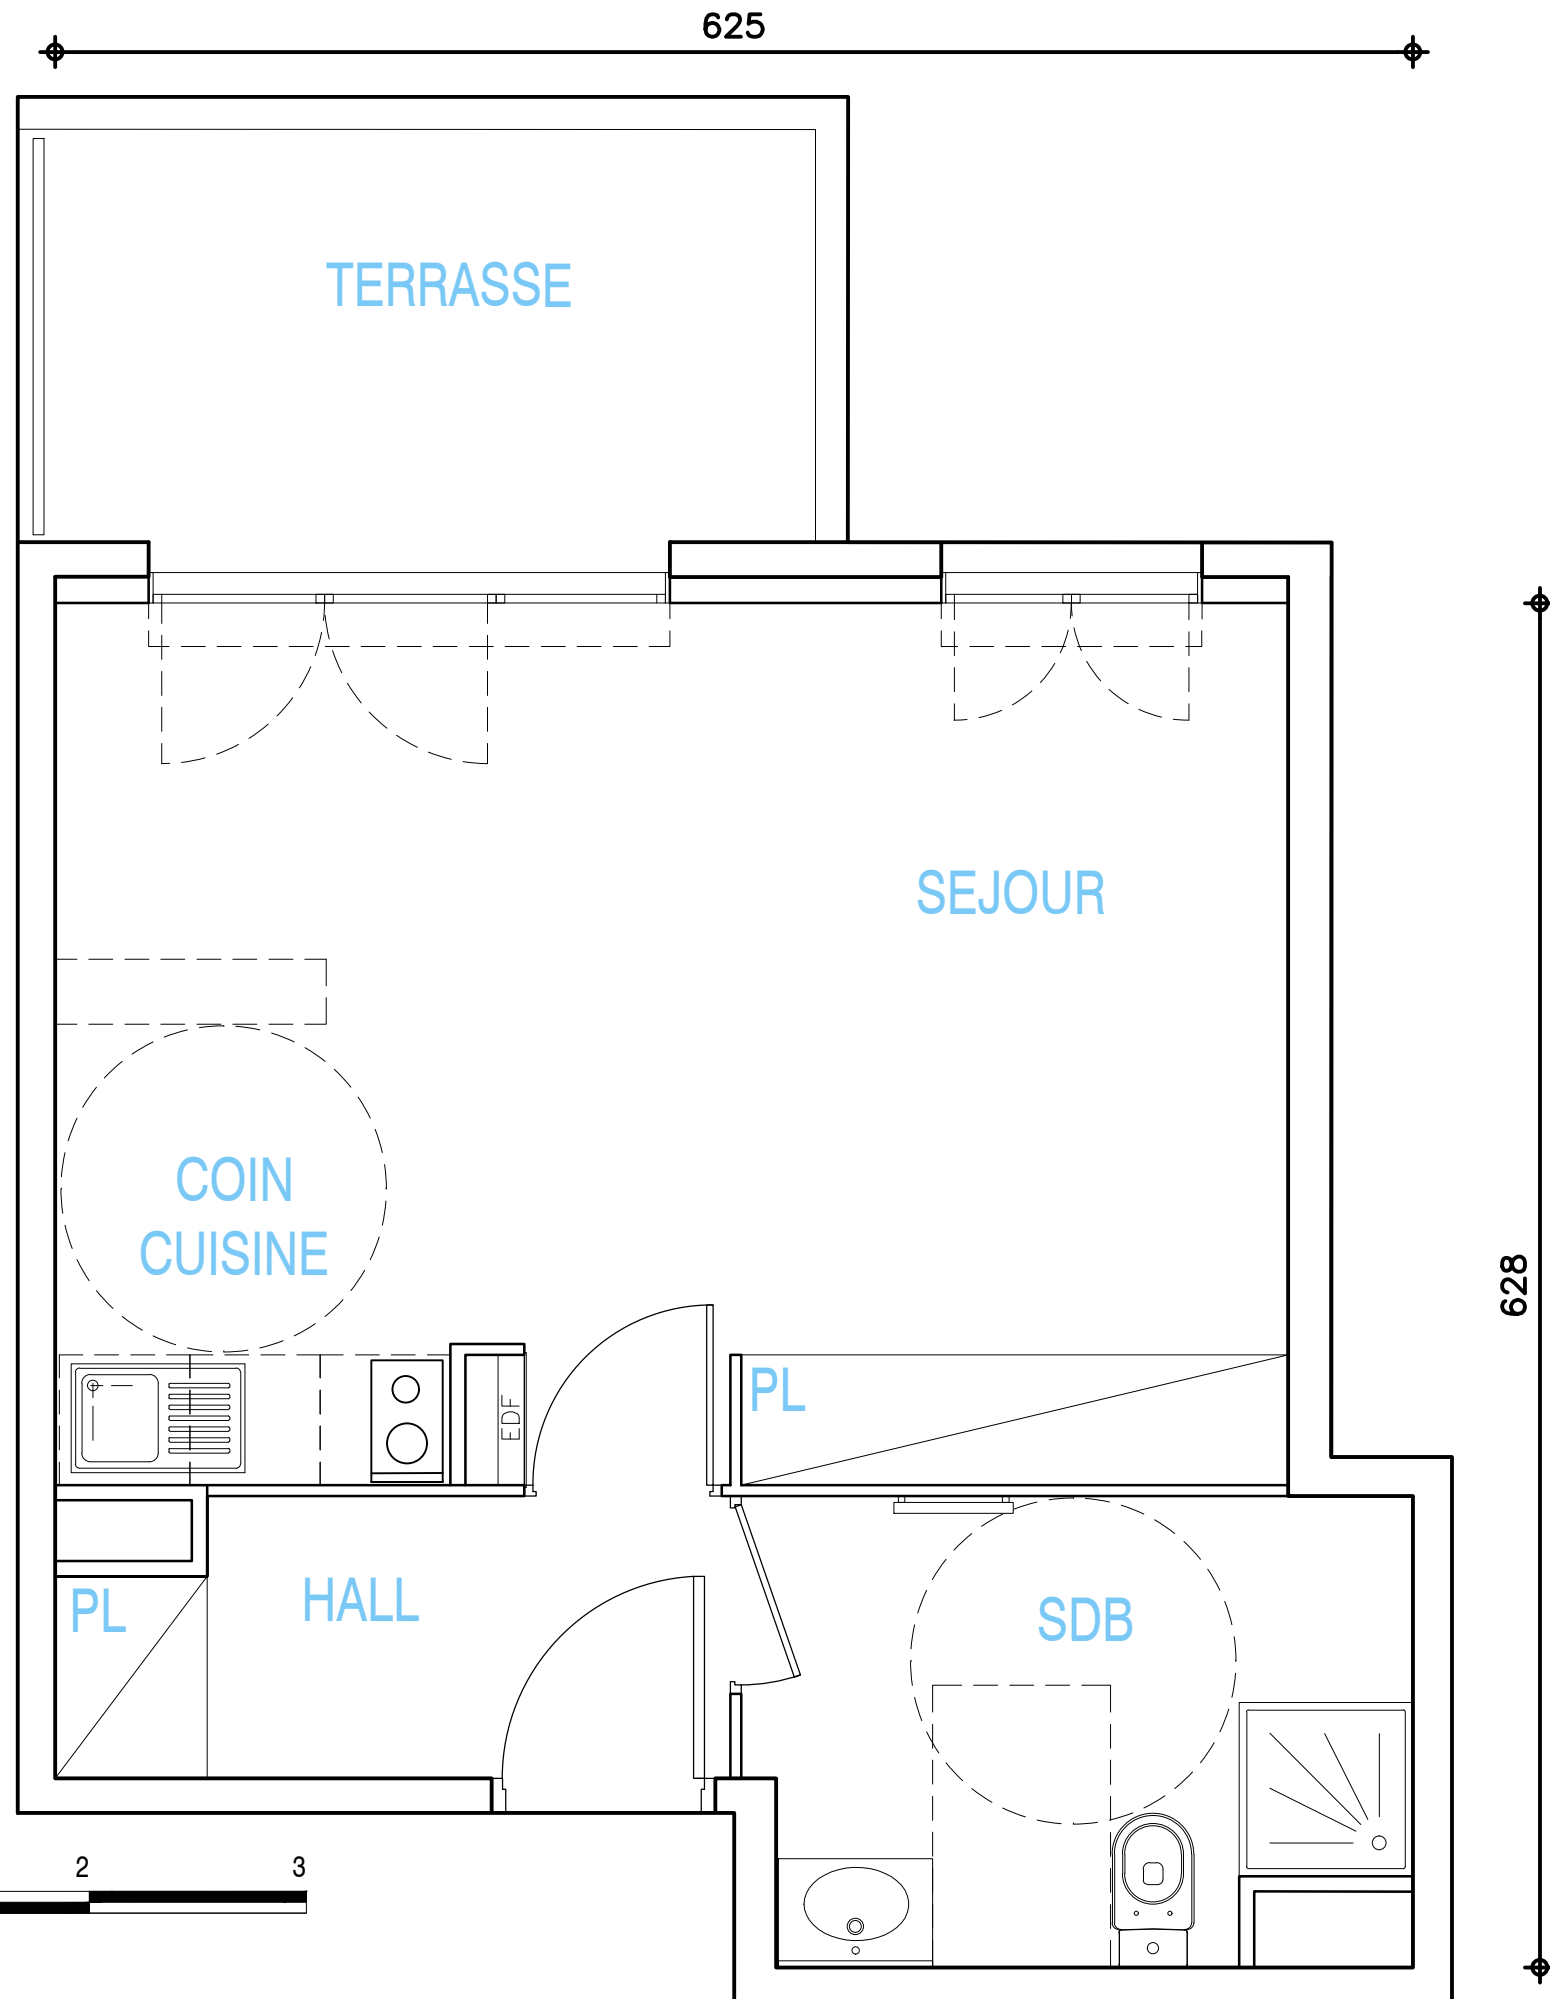 625
TERRASSE
SEJOUR
COIN
CUISINE
628
PL
EDF
PL
HALL
SDB
2 3